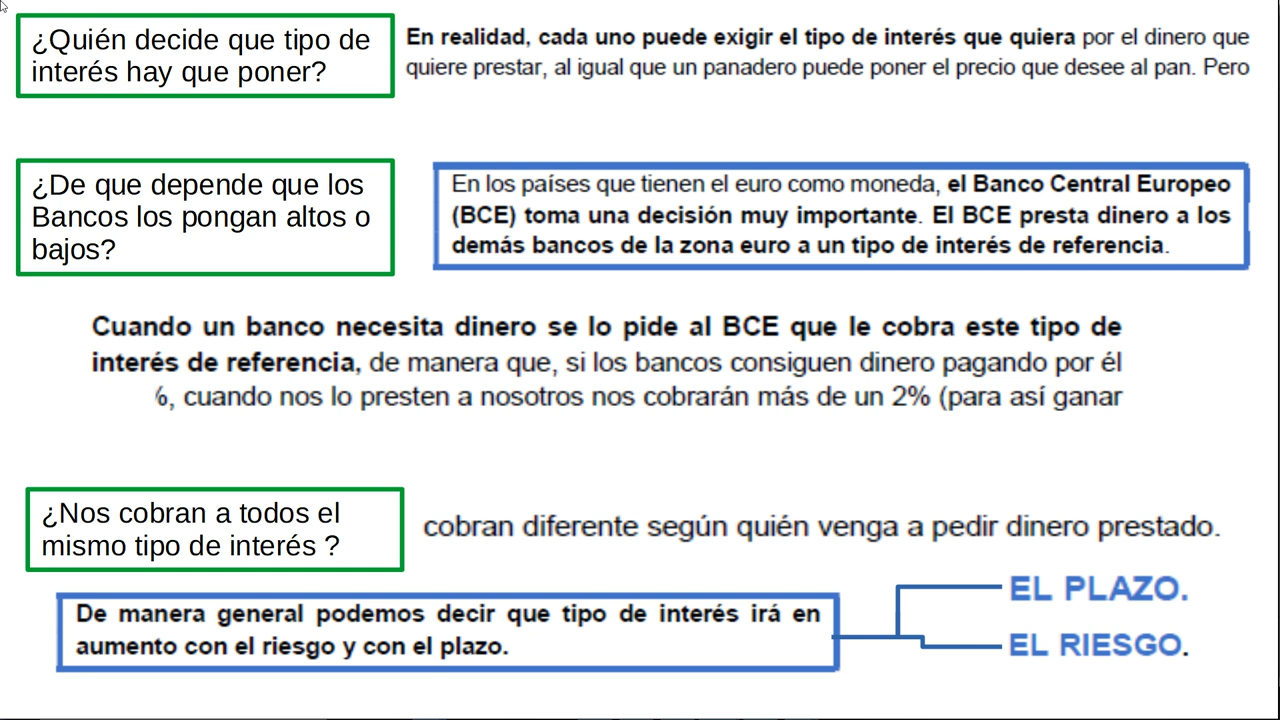 ¿Quién decide que tipo de
interés hay que poner?
En realidad, cada uno puede exigir el tipo de interés que quiera por el dinero que
quiere prestar, al igual que un panadero puede poner el precio que desee al pan. Pero
¿De que depende que los
Bancos los pongan altos o
bajos?
En los países que tienen el euro como moneda, el Banco Central Europeo
(BCE) toma una decisión muy importante. El BCE presta dinero a los
demás bancos de la zona euro a un tipo de interés de referencia.
Cuando un banco necesita dinero se lo pide al BCE que le cobra este tipo de
interés de referencia, de manera que, si los bancos consiguen dinero pagando por él
%, cuando nos lo presten a nosotros nos cobrarán más de un 2% (para así ganar
¿Nos cobran a todos el
mismo tipo de interés ?
cobran diferente según quién venga a pedir dinero prestado.
De manera general podemos decir que tipo de interés irá en
aumento con el riesgo y con el plazo.
EL PLAZO.
EL RIESGO.